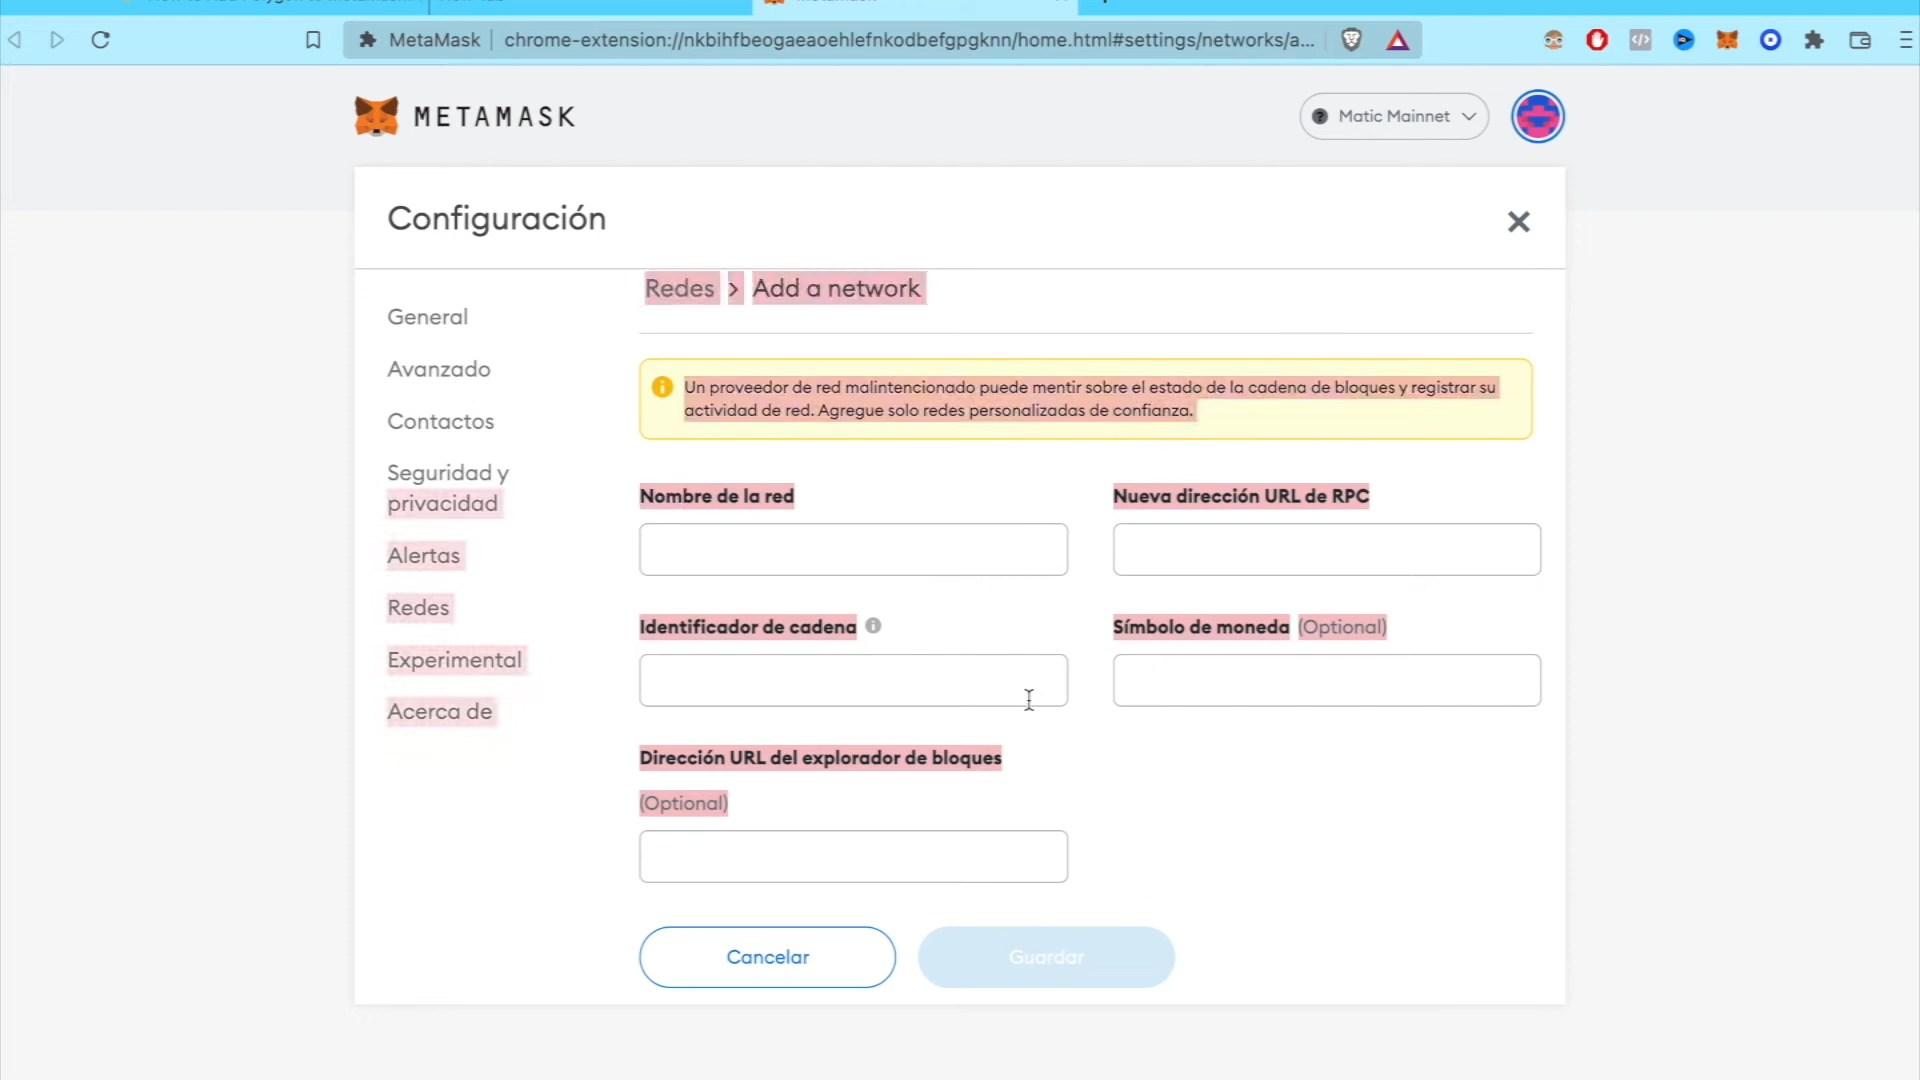 MetaMask
chrome-extension://nkbihfbeogaeaoehlefnkodbefgpgknn/home.html#settings/networks/a...
METAMASK
Matic Mainnet
Configuración
General
Avanzado
Contactos
Seguridad y
privacidad
Alertas
Redes
Experimental
Acerca de
Redes > Add a network
Un proveedor de red malintencionado puede mentir sobre el estado de la cadena de bloques y registrar su
actividad de red. Agregue solo redes personalizadas de confianza.
Nombre de la red
Nueva dirección URL de RPC
Identificador de cadena
Símbolo de moneda (Optional)
Dirección URL del explorador de bloques
(Optional)
Cancelar
Guardar